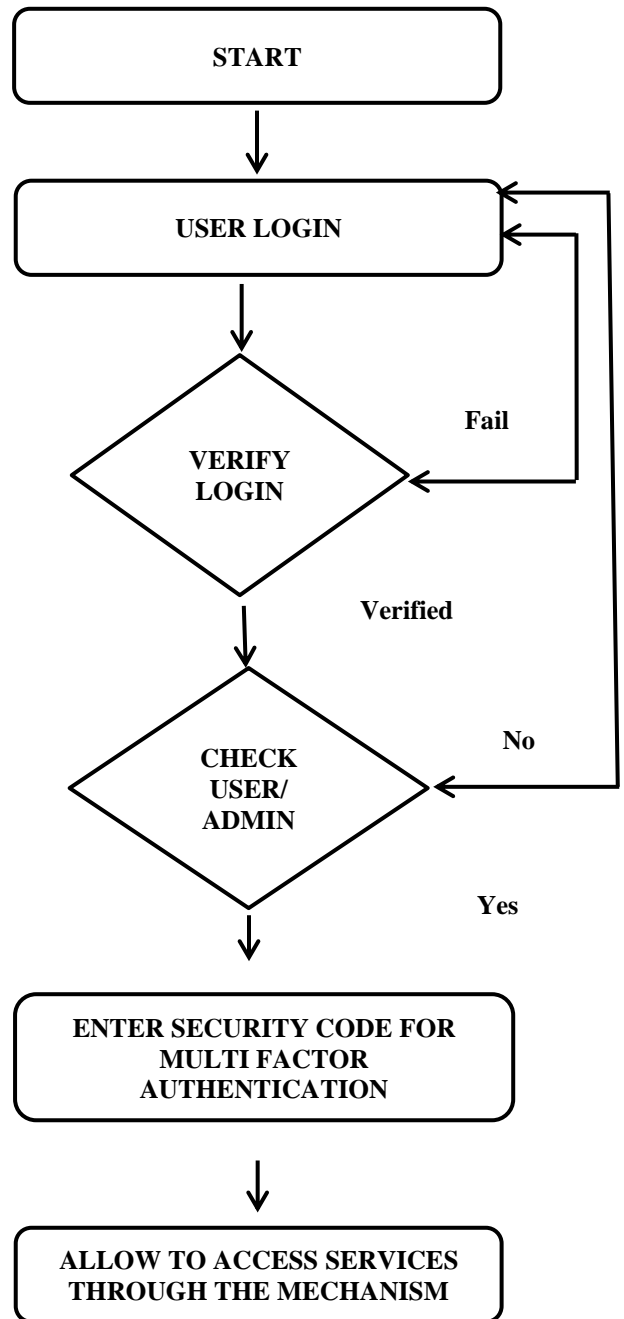 START
USER LOGIN
Fail
VERIFY
LOGIN
Verified
No
CHECK
USER/
ADMIN
Yes
ENTER SECURITY CODE FOR
MULTI FACTOR
AUTHENTICATION
ALLOW TO ACCESS SERVICES
THROUGH THE MECHANISM